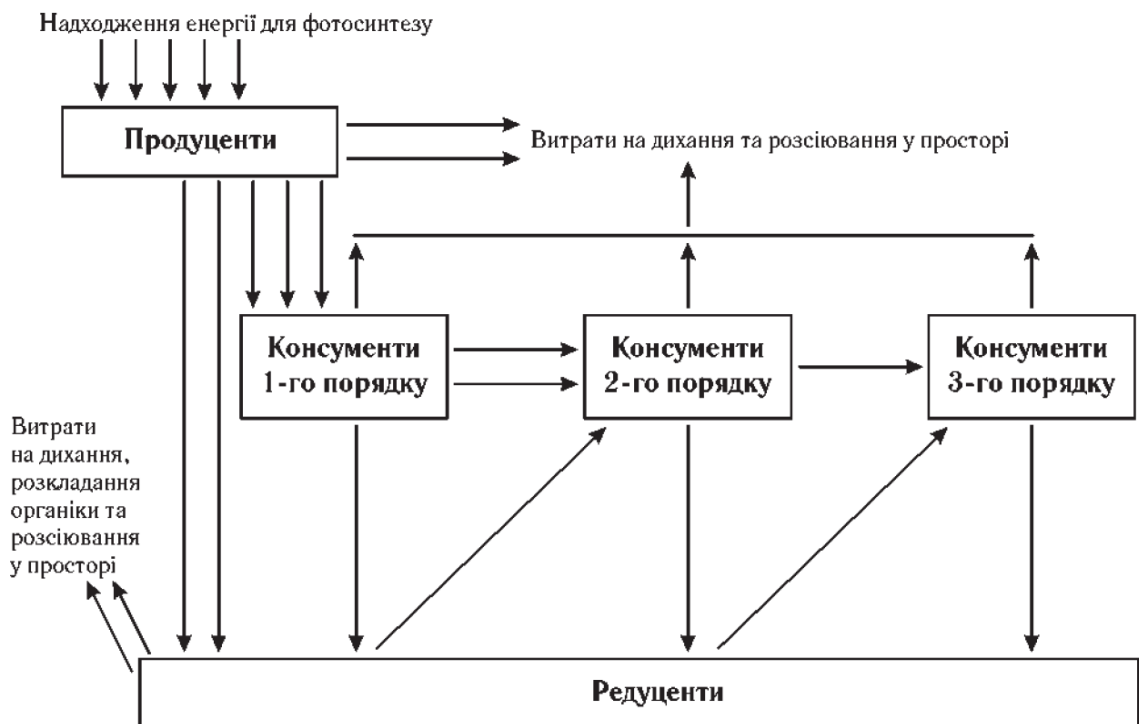 Надходження енергії для фотосинтезу
Продуценти
Витрати на дихання та розсіювання у просторі
Консументи
1-го порядку
Консументи
2-го порядку
Консументи
3-го порядку
Витрати
на дихання,
розкладання
органіки та
розсіювання
у просторі
Редуценти